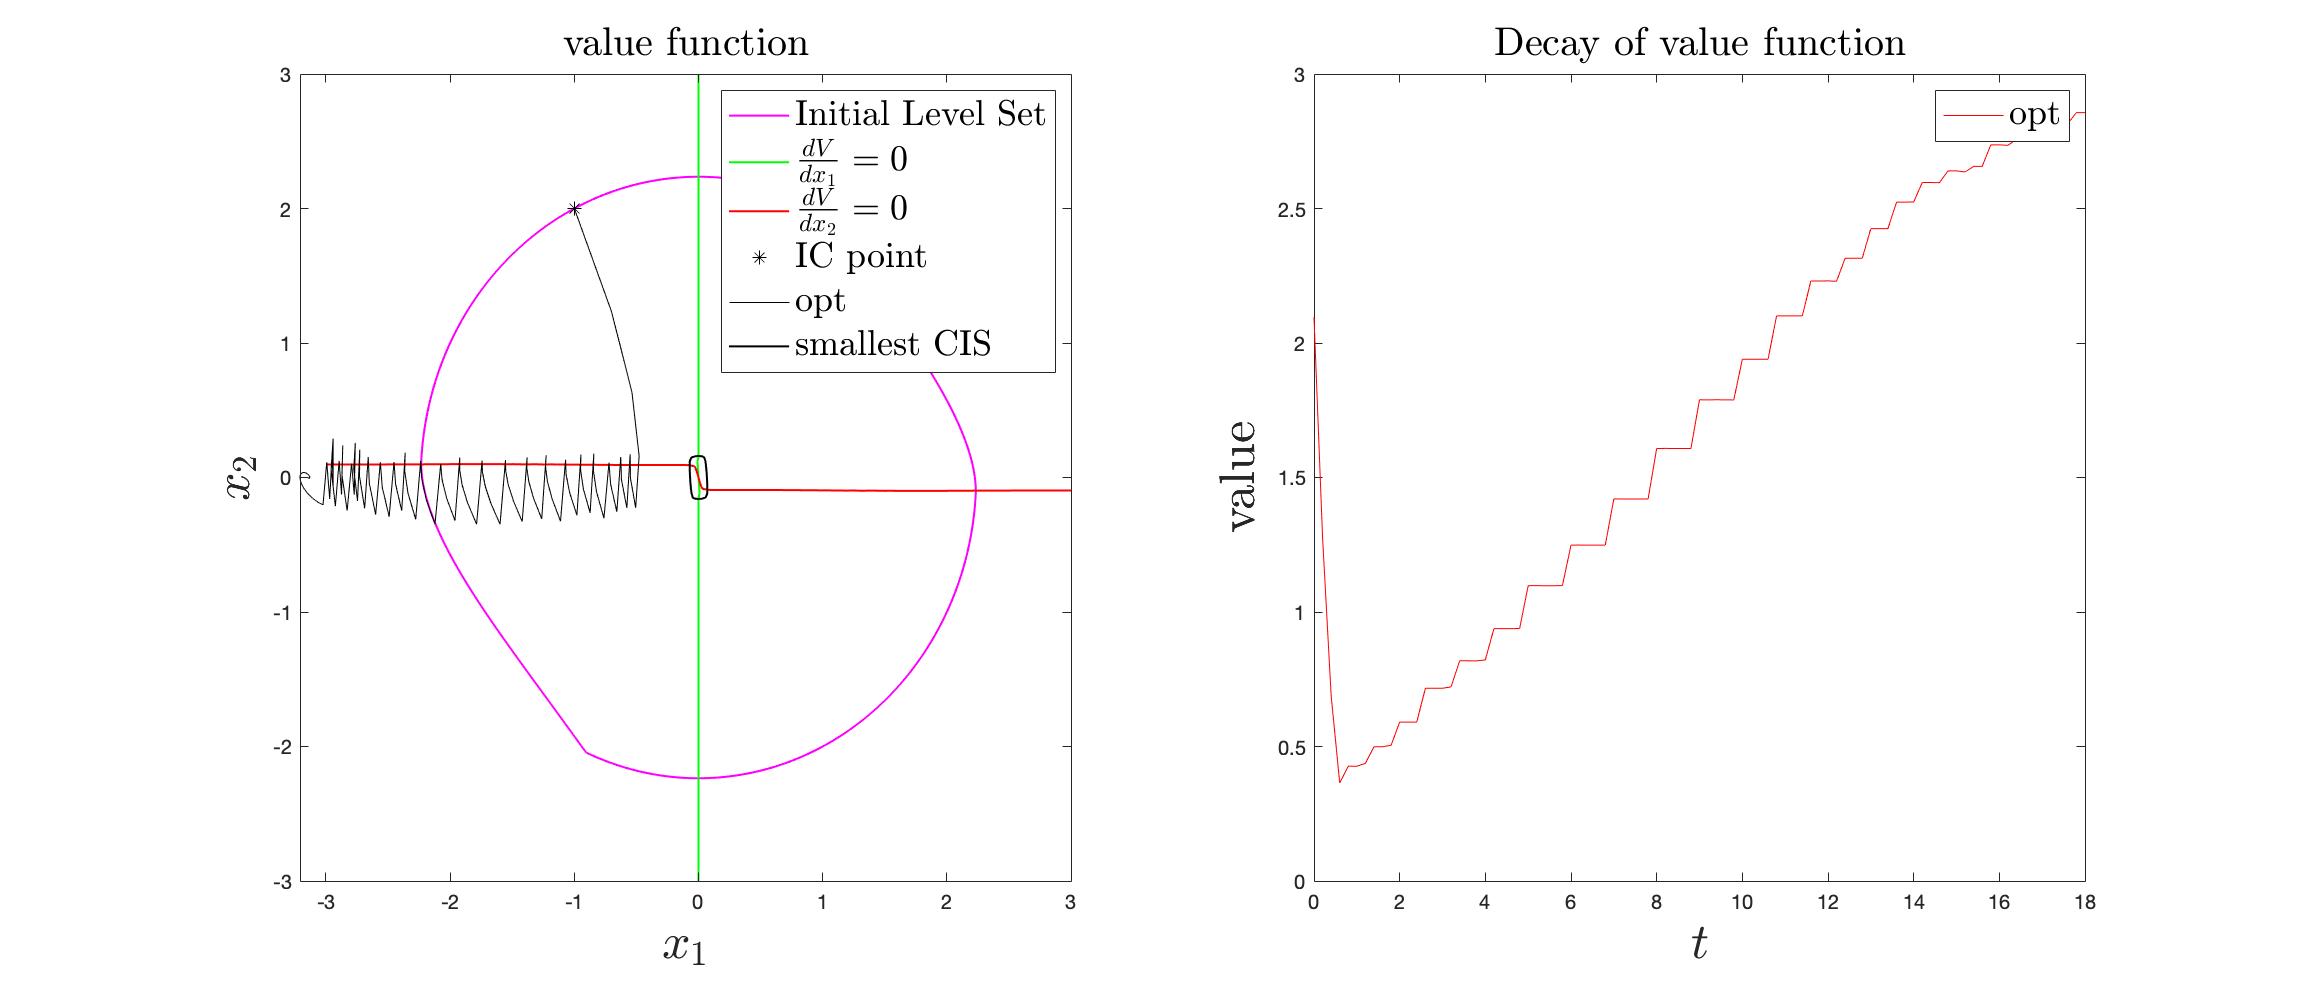 value function
3
2
1
0
-1
-2
-3
-3
-2
-1
0
1
2
3
x₂
x₁
Initial Level Set
dV/dx₁ = 0
dV/dx₂ = 0
IC point
opt
smallest CIS
Decay of value function
3
2.5
2
1.5
1
0.5
0
0
2
4
6
8
10
12
14
16
18
value
t
opt